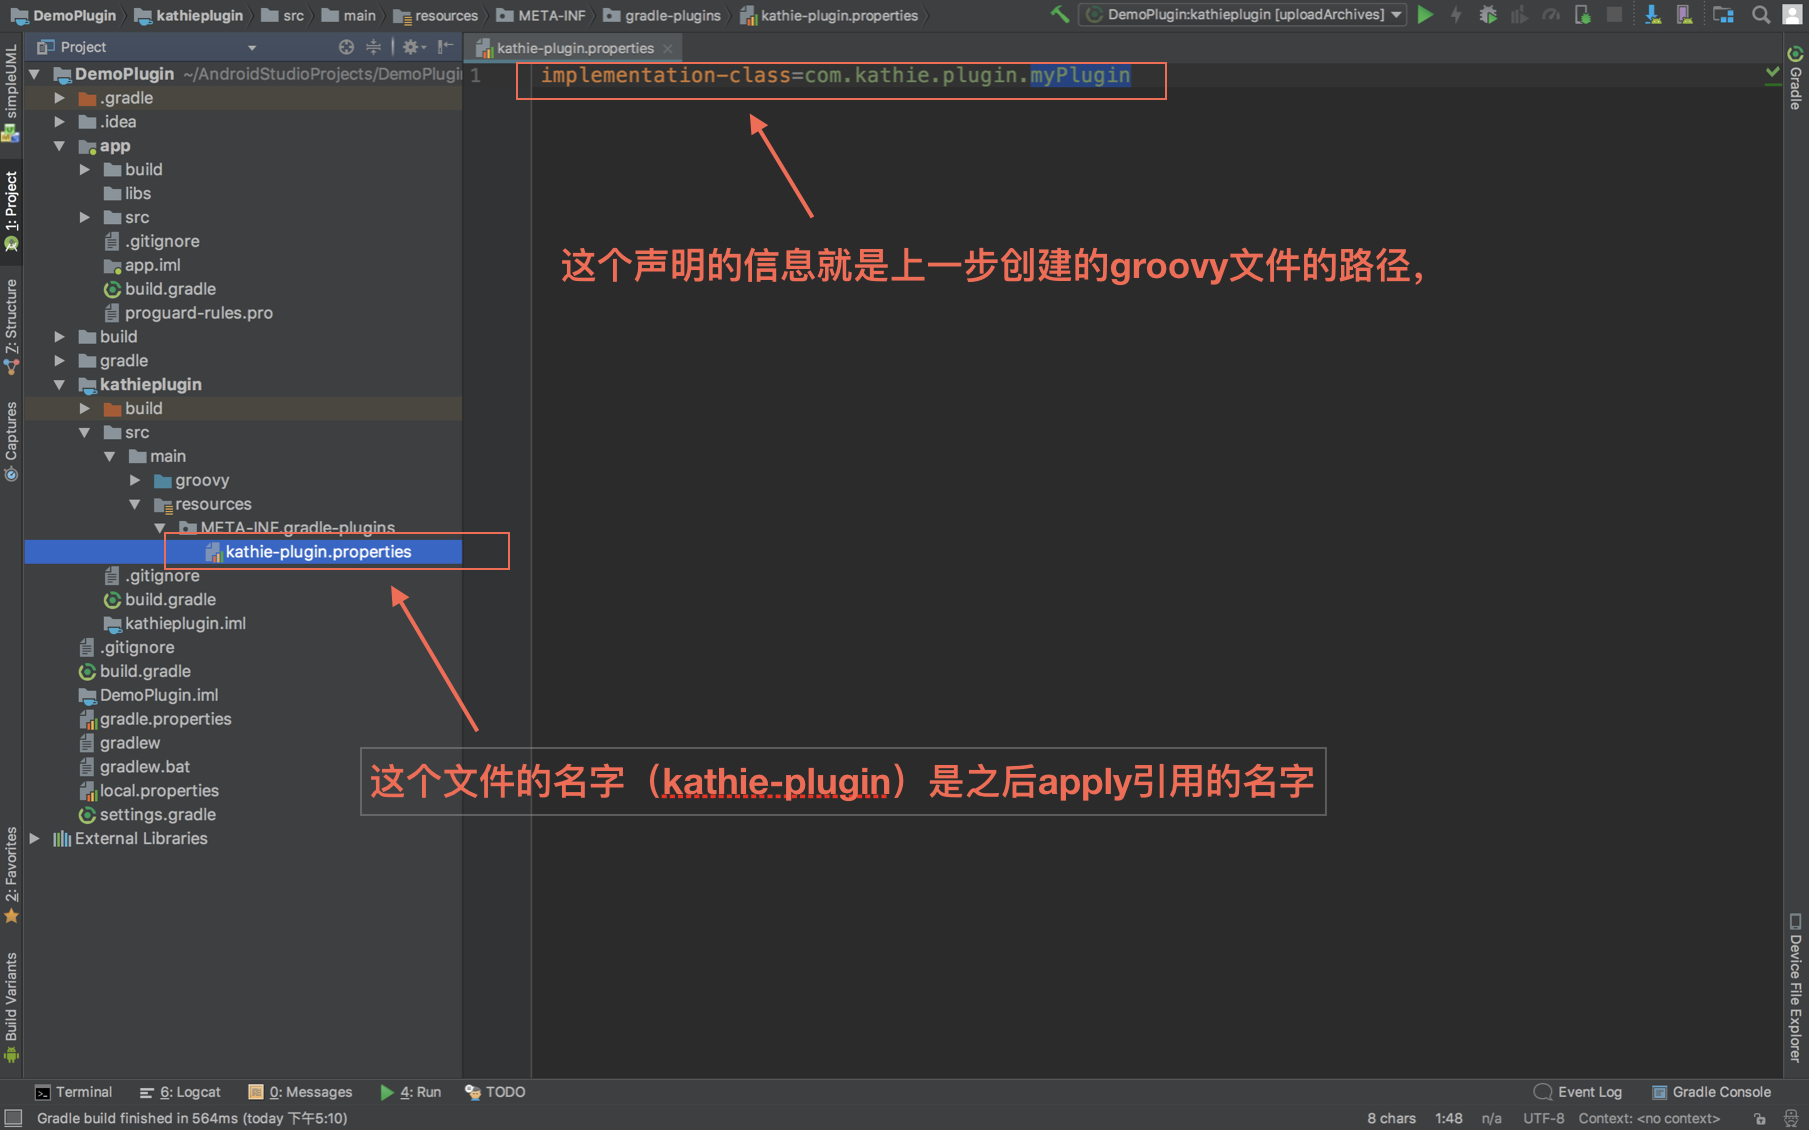 DemoPlugin kathieplugin src main resources META-INF gradle-plugins kathie-plugin.properties DemoPlugin:kathieplugin [uploadArchives]
Project
kathie-plugin.properties
DemoPlugin ~/AndroidStudioProjects/DemoPlugin
1 implementation-class=com.kathie.plugin.myPlugin
.gradle
.idea
app
build
libs
src
.gitignore
app.iml
build.gradle
proguard-rules.pro
build
gradle
kathieplugin
build
src
main
groovy
resources
META-INF.gradle-plugins
kathie-plugin.properties
.gitignore
build.gradle
kathieplugin.iml
.gitignore
build.gradle
DemoPlugin.iml
gradle.properties
gradlew
gradlew.bat
local.properties
settings.gradle
External Libraries
这个声明的信息就是上一步创建的groovy文件的路径，
这个文件的名字（kathie-plugin）是之后apply引用的名字
simpleUML
1: Project
7: Structure
Captures
2: Favorites
Build Variants
Gradle
Device File Explorer
Terminal 6: Logcat 0: Messages 4: Run TODO Event Log Gradle Console
Gradle build finished in 564ms (today 下午5:10) 8 chars 1:48 n/a UTF-8 Context: <no context>